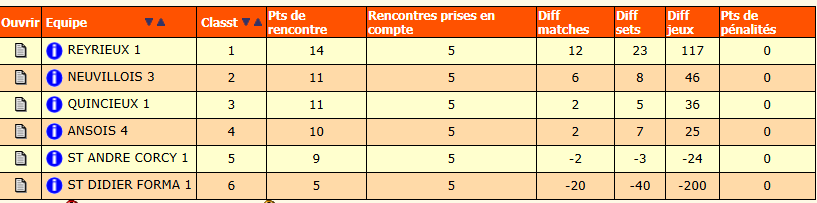 Ouvrir Equipe Classt Pts de rencontre Rencontres prises en compte Diff matches Diff sets Diff jeux Pts de pénalités
REYRIEUX 1 1 14 5 12 23 117 0
NEUVILLOIS 3 2 11 5 6 8 46 0
QUINCIEUX 1 3 11 5 2 5 36 0
ANSOIS 4 4 10 5 2 7 25 0
ST ANDRE CORCY 1 5 9 5 -2 -3 -24 0
ST DIDIER FORMA 1 6 5 5 -20 -40 -200 0